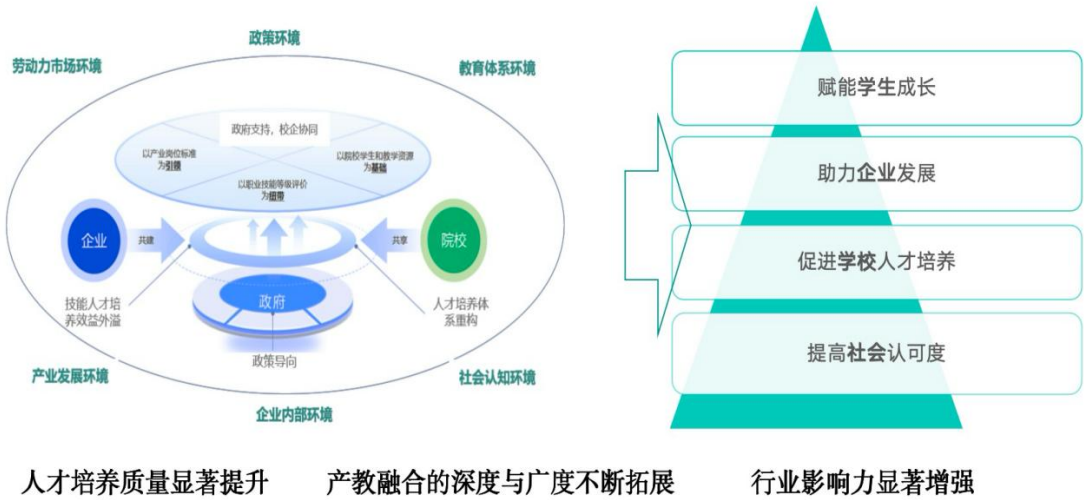 政策环境
劳动力市场环境
教育体系环境
政府支持，校企协同
以产业岗位标准
为引领
以院校学生和教学资源
为基础
以职业技能等级评价
为纽带
企业
共建
共享
院校
政府
技能人才培
养效益外溢
人才培养体
系重构
政策导向
产业发展环境
社会认知环境
企业内部环境
赋能学生成长
助力企业发展
促进学校人才培养
提高社会认可度
人才培养质量显著提升
产教融合的深度与广度不断拓展
行业影响力显著增强